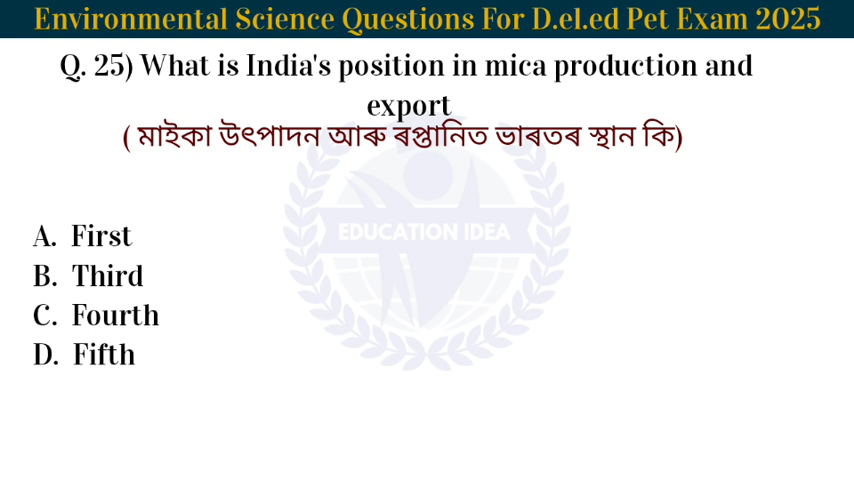 Environmental Science Questions For D.el.ed Pet Exam 2025
Q. 25) What is India's position in mica production and
export
( মাইকা উৎপাদন আৰু ৰপ্তানিত ভাৰতৰ স্থান কি)
EDUCATION IDEA
A. First
B. Third
C. Fourth
D. Fifth